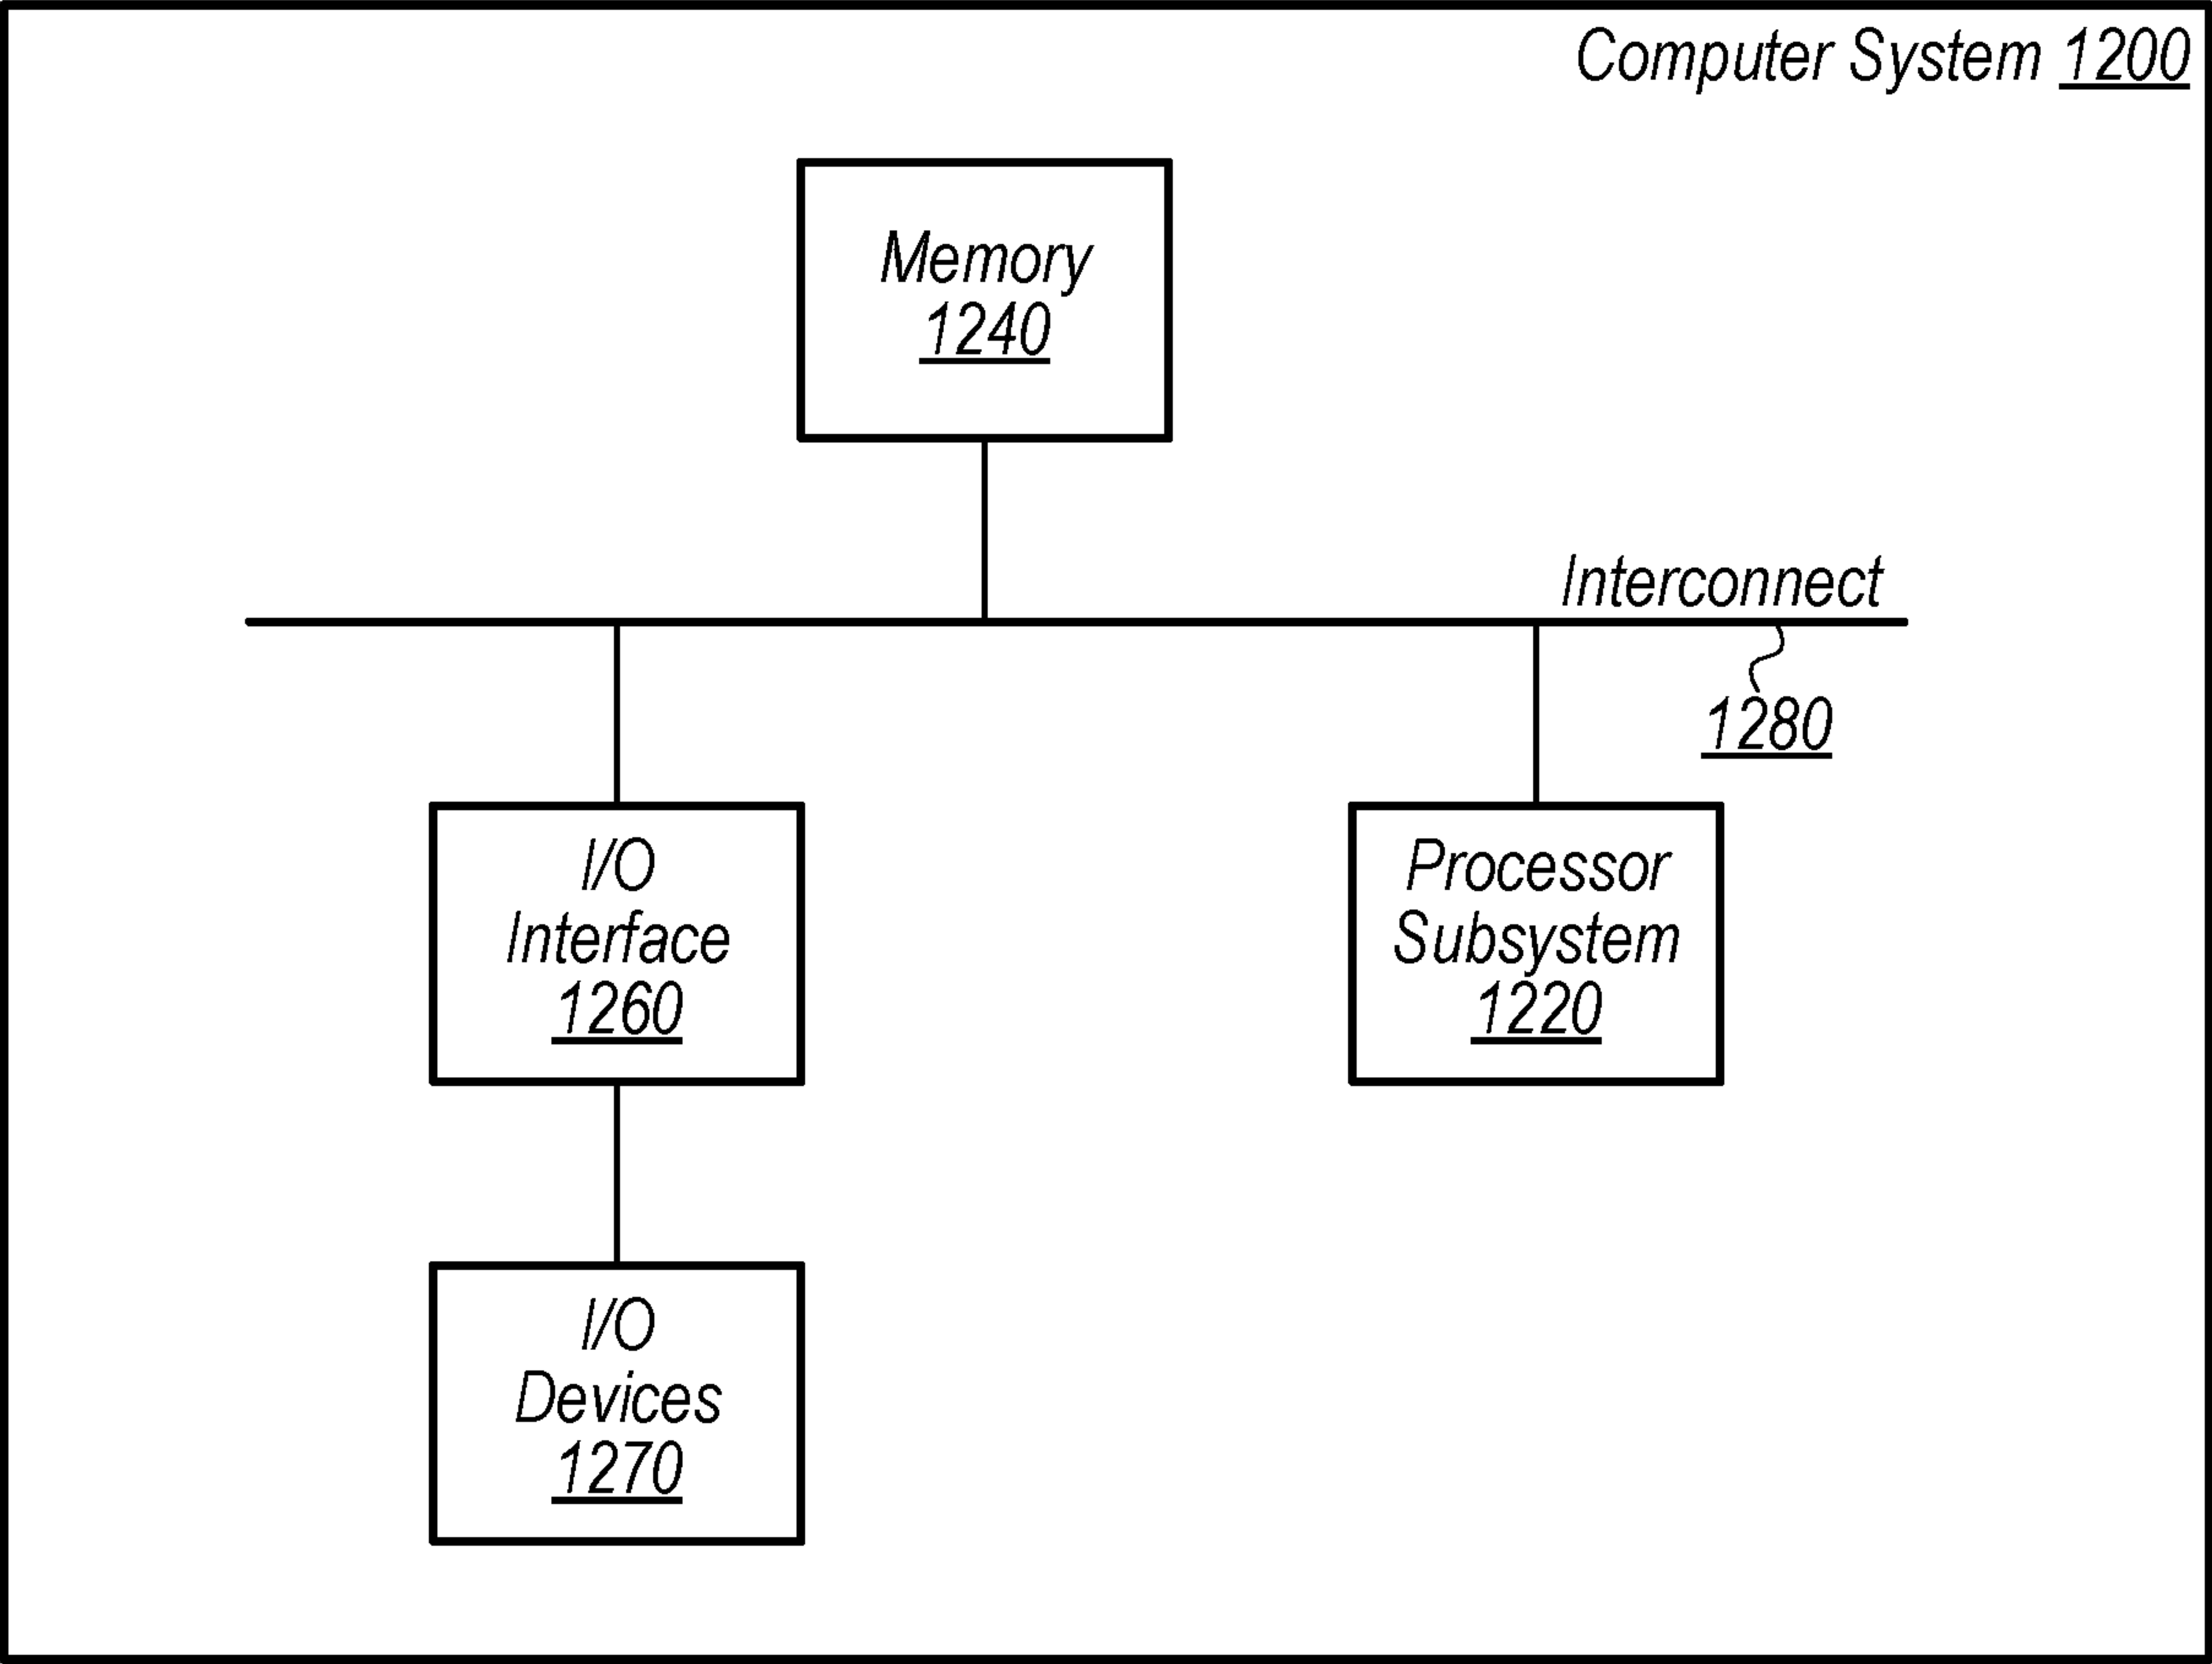 Computer System 1200
Memory
1240
Interconnect
1280
I/O
Interface
1260
Processor
Subsystem
1220
I/O
Devices
1270